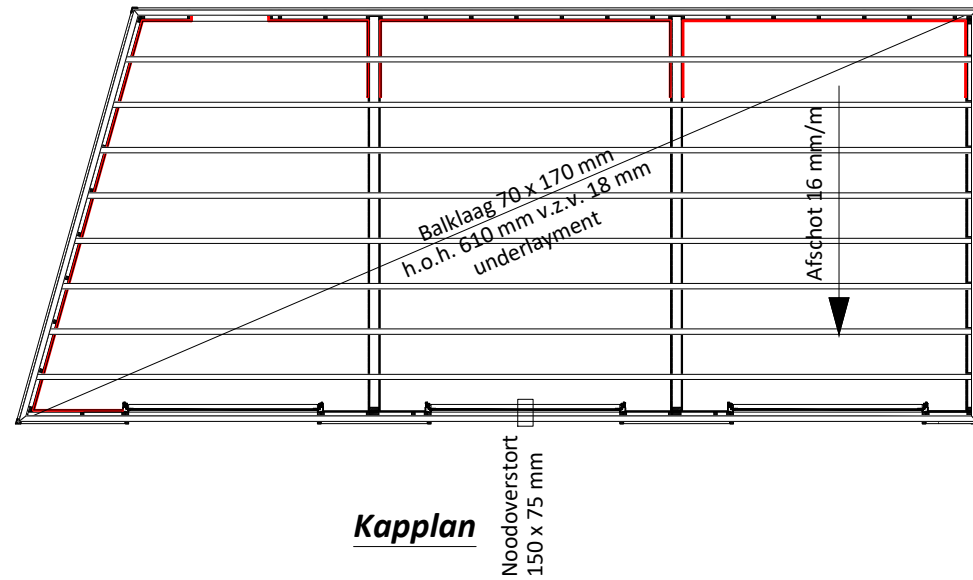 Balklaag 70 x 170 mm
h.o.h. 610 mm v.z.v. 18 mm
underlayment
Afschot 16 mm/m
Kapplan
Noodoverstort
150 x 75 mm